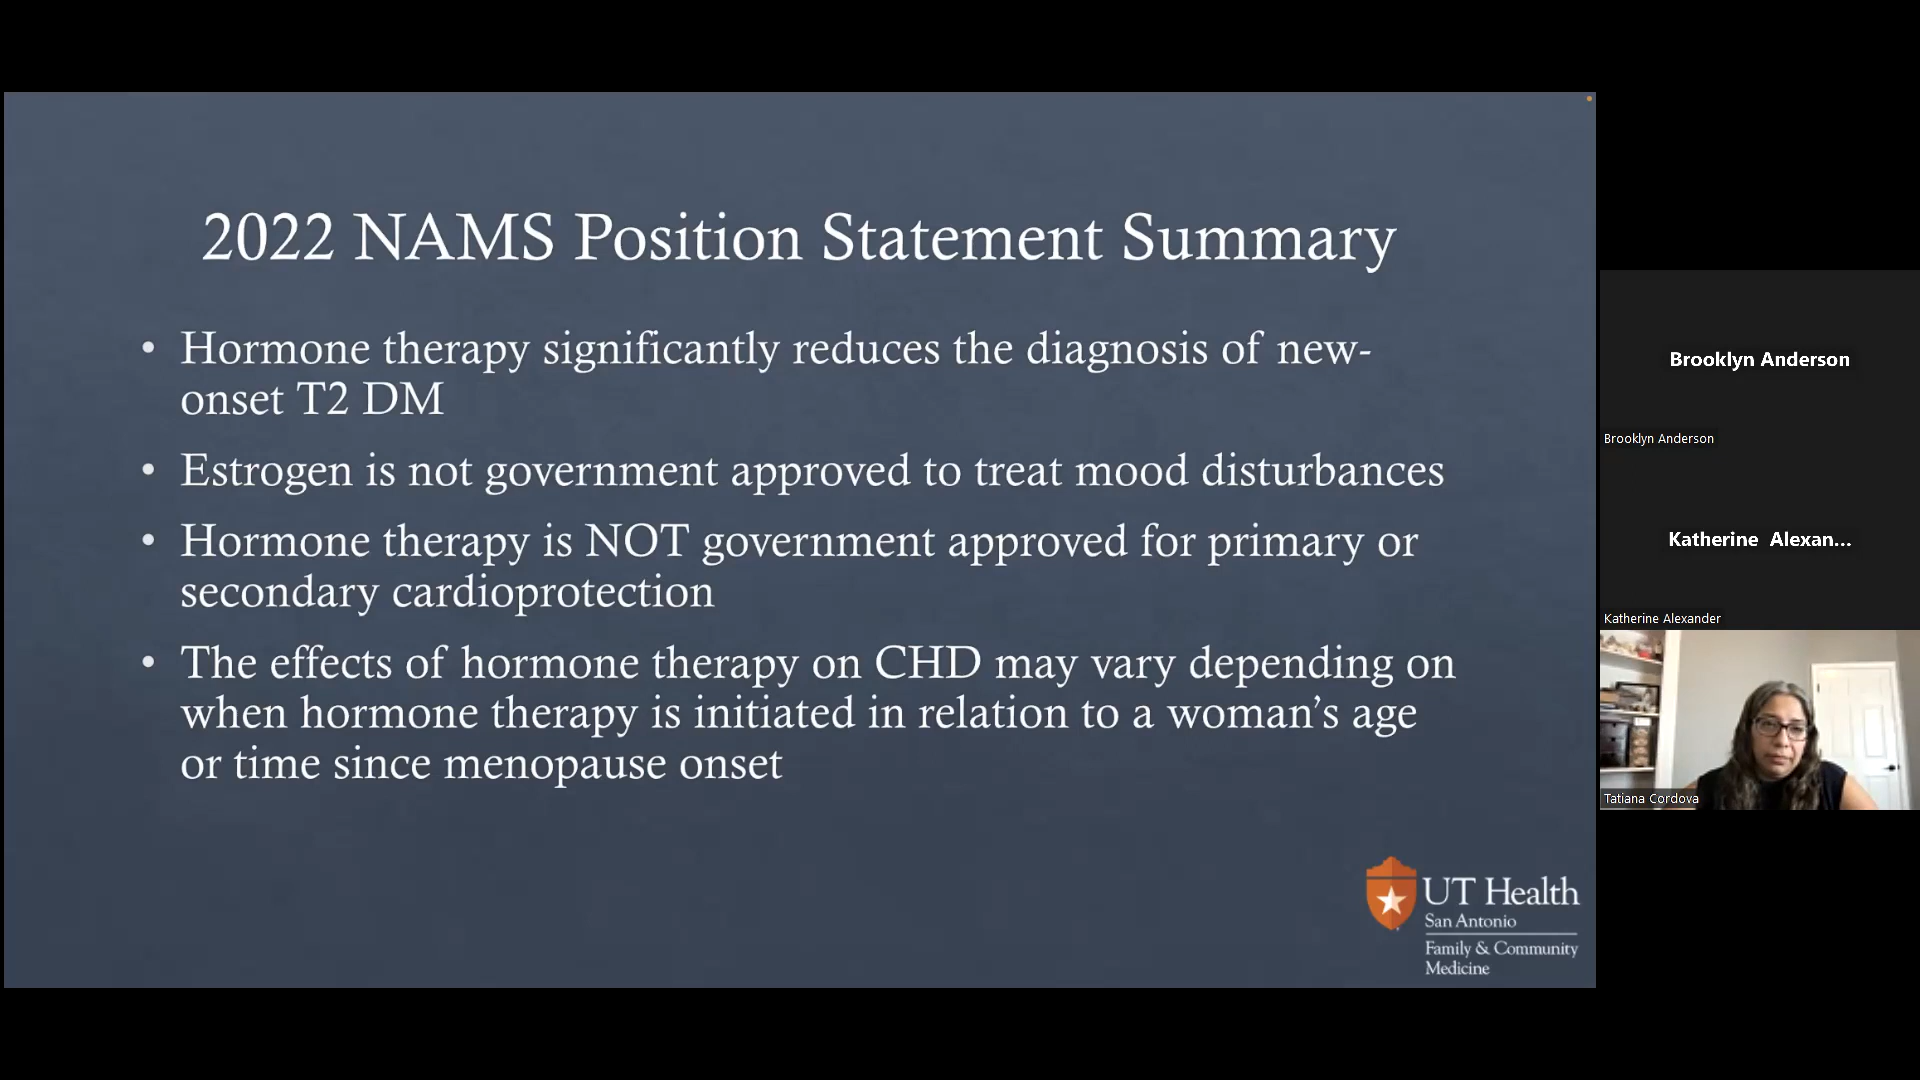 2022 NAMS Position Statement Summary
• Hormone therapy significantly reduces the diagnosis of new-
onset T2 DM
• Estrogen is not government approved to treat mood disturbances
• Hormone therapy is NOT government approved for primary or
secondary cardioprotection
• The effects of hormone therapy on CHD may vary depending on
when hormone therapy is initiated in relation to a woman’s age
or time since menopause onset
UT Health
San Antonio
Family & Community
Medicine
Brooklyn Anderson
Brooklyn Anderson
Katherine Alexan...
Katherine Alexander
Tatiana Cordova